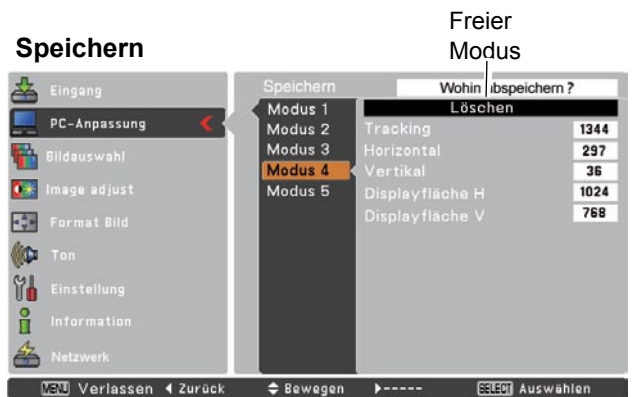 Freier
Modus
Speichern
Eingang
PC-Anpassung
Bildauswahl
Image adjust
Format Bild
Ton
Einstellung
Information
Netzwerk
Speichern
Wohin abspeichern ?
Modus 1
Modus 2
Modus 3
Modus 4
Modus 5
Löschen
Tracking 1344
Horizontal 297
Vertikal 36
Displayfläche H 1024
Displayfläche V 768
MENU Verlassen Zurück Bewegen ----- SELECT Auswählen